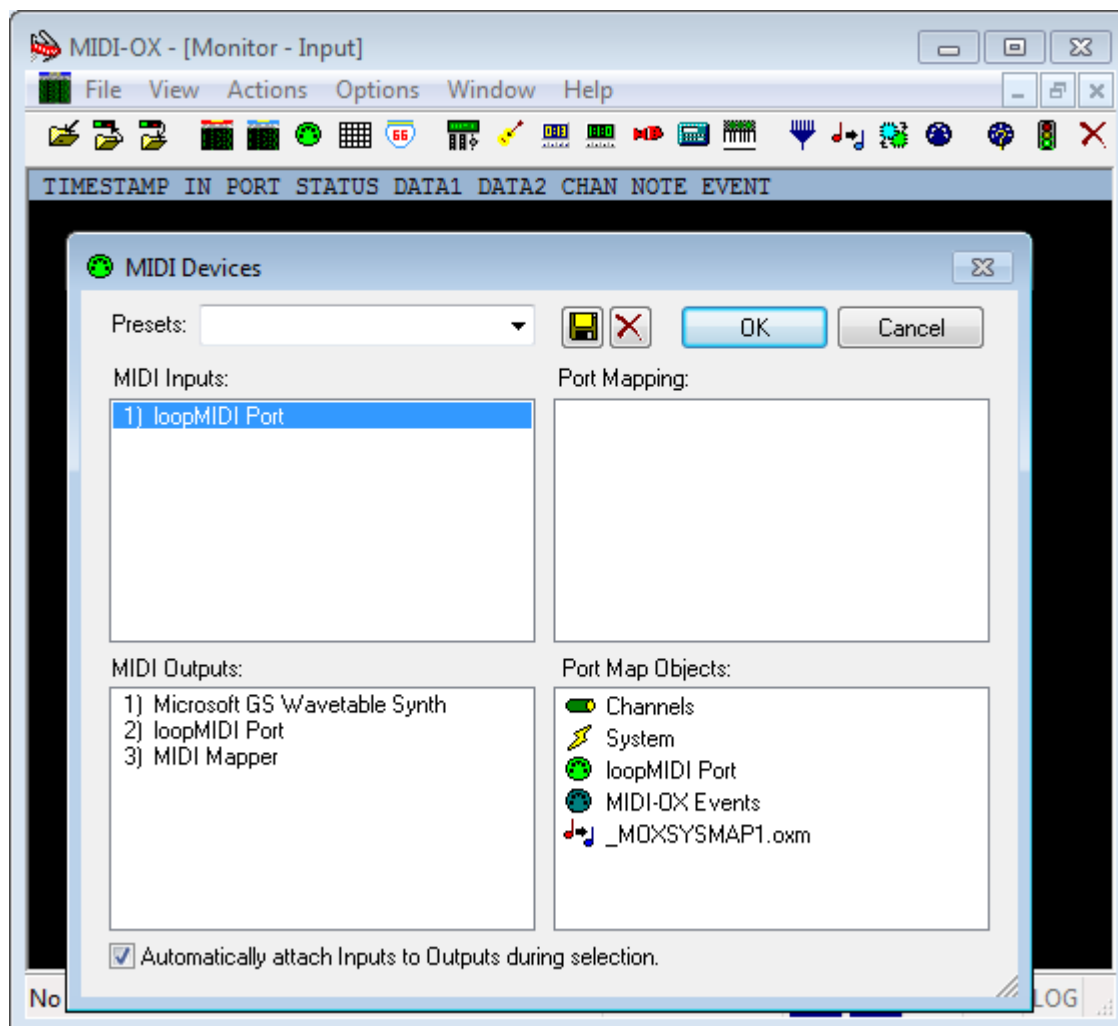 MIDI-OX - [Monitor - Input]
File View Actions Options Window Help
66
TIMESTAMP IN PORT STATUS DATA1 DATA2 CHAN NOTE EVENT
MIDI Devices
Presets:
OK
Cancel
MIDI Inputs:
1) loopMIDI Port
Port Mapping:
MIDI Outputs:
1) Microsoft GS Wavetable Synth
2) loopMIDI Port
3) MIDI Mapper
Port Map Objects:
Channels
System
loopMIDI Port
MIDI-OX Events
_MOXSYSMAP1.oxm
Automatically attach Inputs to Outputs during selection.
No
LOG